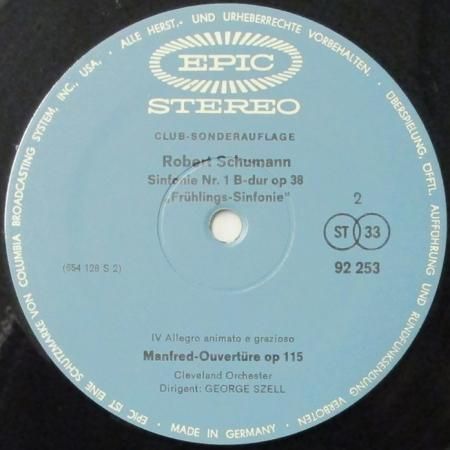 EPIC
STEREO
CLUB-SONDERAUFLAGE
Robert Schumann
Sinfonie Nr. 1 B-dur op 38
„Frühlings-Sinfonie"
2
ST 33
92 253
(654 128 S 2)
IV Allegro animato e grazioso
Manfred-Ouvertüre op 115
Cleveland Orchester
Dirigent: GEORGE SZELL
EPIC IST EINE SCHUTZMARKE VON COLUMBIA BROADCASTING SYSTEM, INC., USA. · ALLE HERST.- UND URHEBERRECHTE VORBEHALTEN. · ÜBERSPIELUNG, ÖFFTL. AUFFÜHRUNG UND RUNDFUNKSENDUNG VERBOTEN · MADE IN GERMANY ·